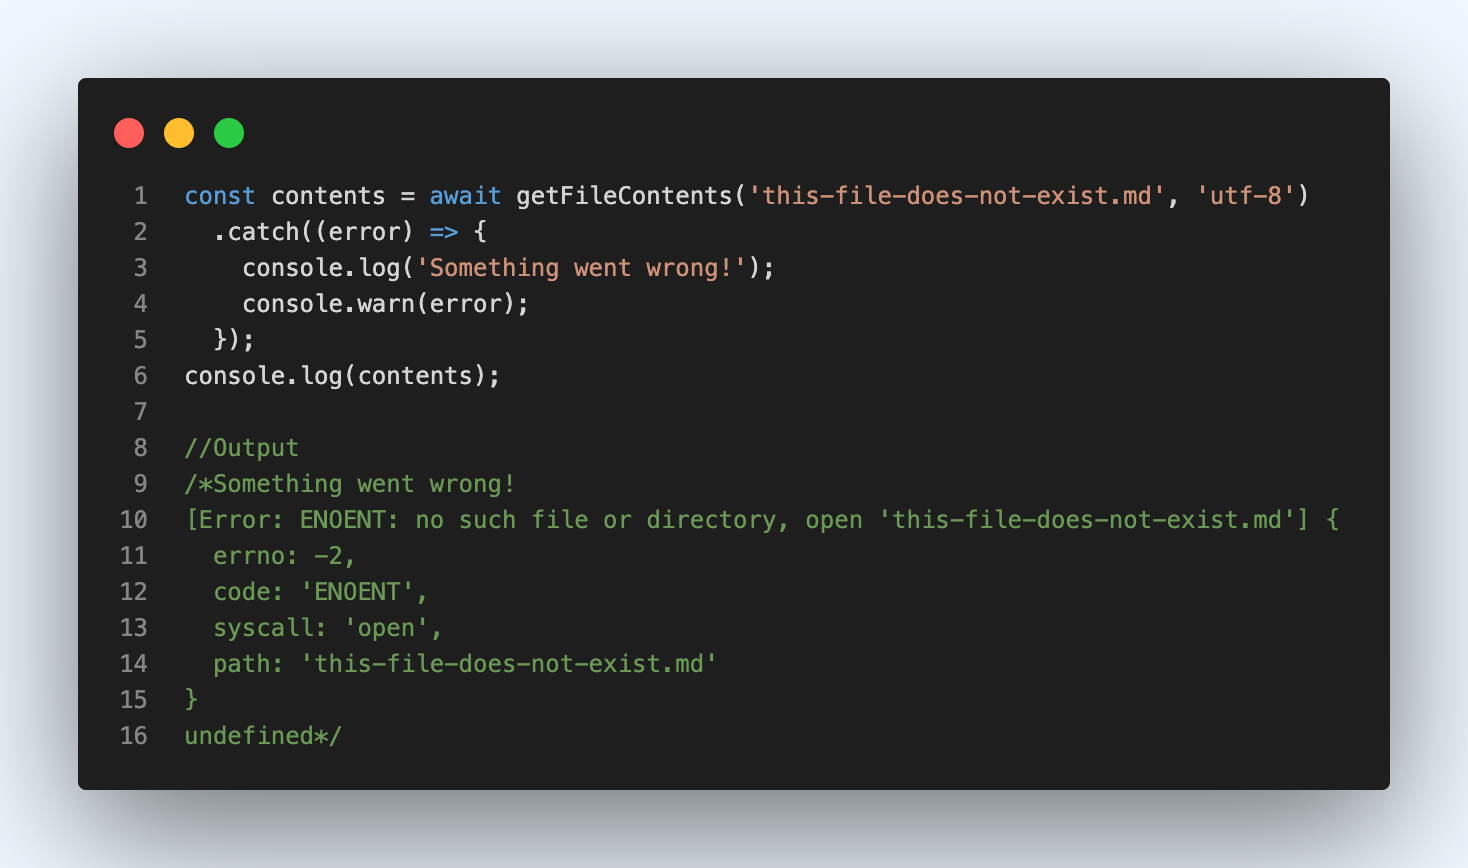 1 const contents = await getFileContents('this-file-does-not-exist.md', 'utf-8')
2   .catch((error) => {
3     console.log('Something went wrong!');
4     console.warn(error);
5   });
6 console.log(contents);
7
8 //Output
9 /*Something went wrong!
10 [Error: ENOENT: no such file or directory, open 'this-file-does-not-exist.md'] {
11   errno: -2,
12   code: 'ENOENT',
13   syscall: 'open',
14   path: 'this-file-does-not-exist.md'
15 }
16 undefined*/